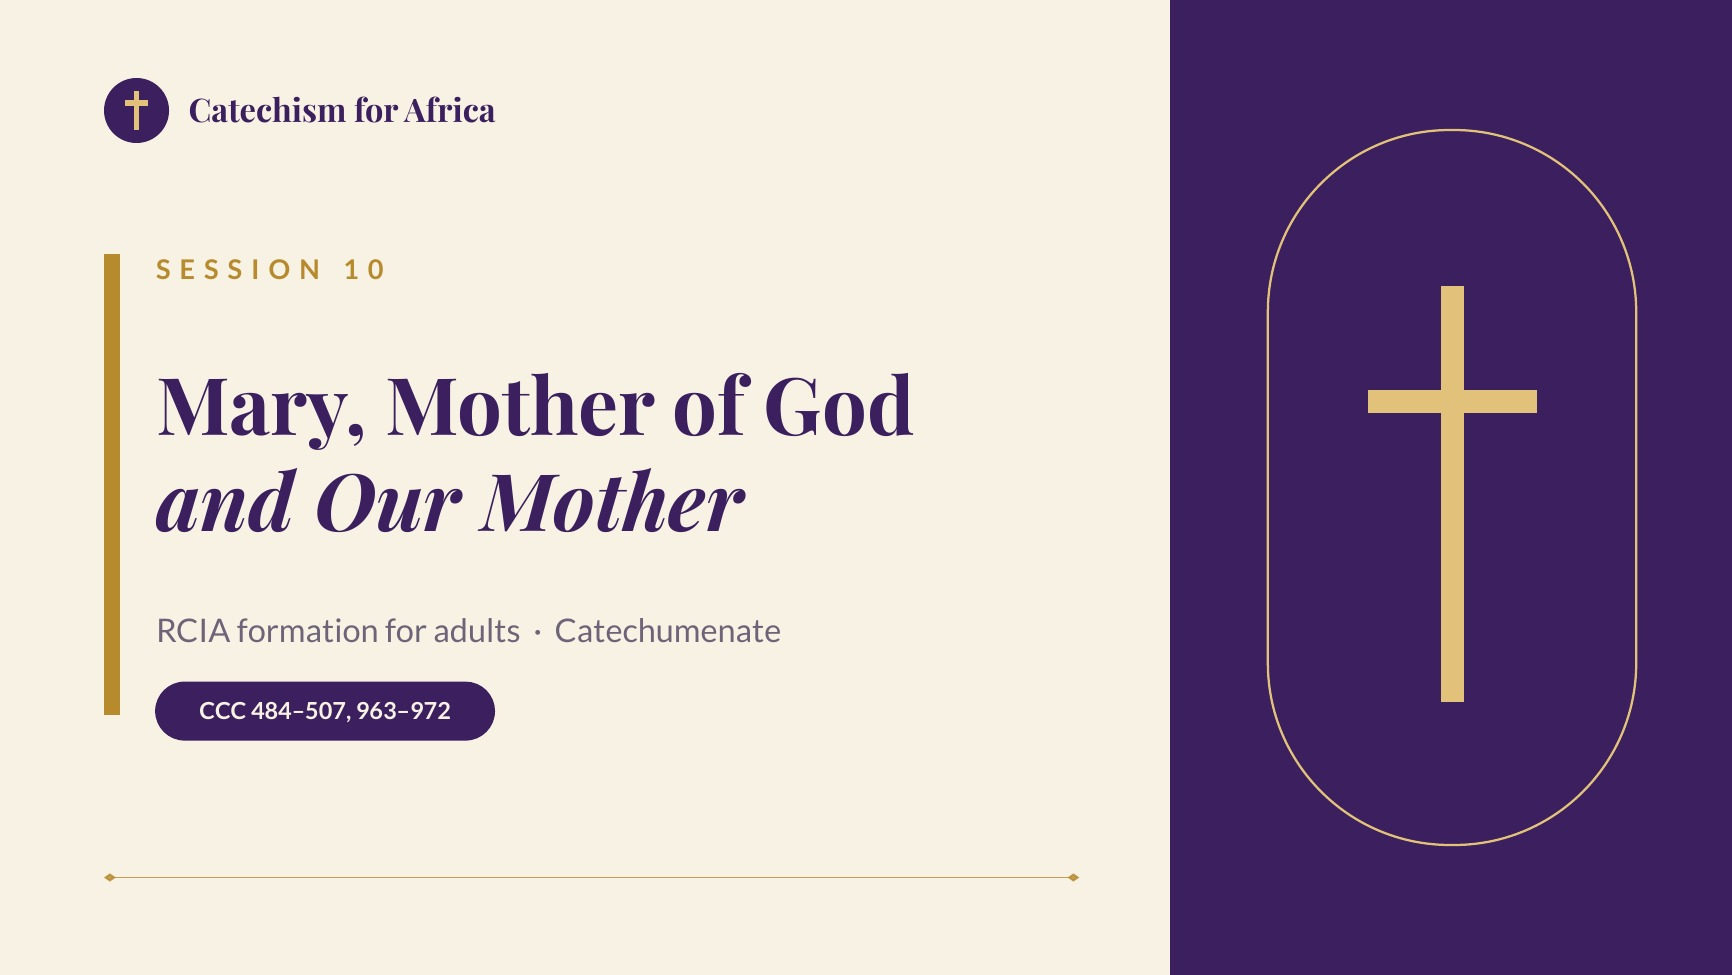 Catechism for Africa
SESSION 10
Mary, Mother of God
and Our Mother
RCIA formation for adults · Catechumenate
CCC 484–507, 963–972